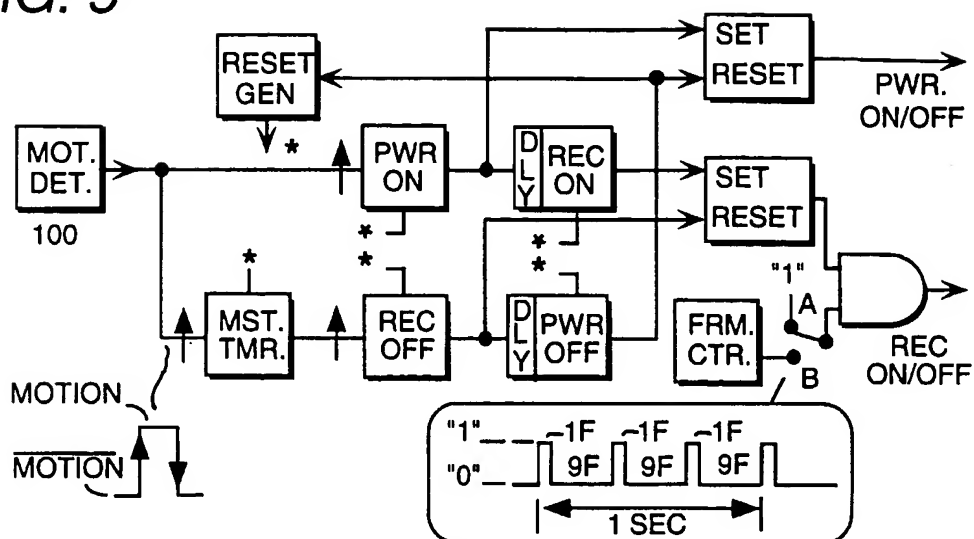 SET
RESET
PWR.
ON/OFF
RESET
GEN
*
MOT.
DET.
100
PWR
ON
DLY
REC
ON
SET
RESET
*
*
*
*
*
MST.
TMR.
REC
OFF
DLY
PWR
OFF
FRM.
CTR.
"1"
A
B
REC
ON/OFF
MOTION
MOTION
"1"
1F
1F
1F
"0"
9F
9F
9F
1 SEC